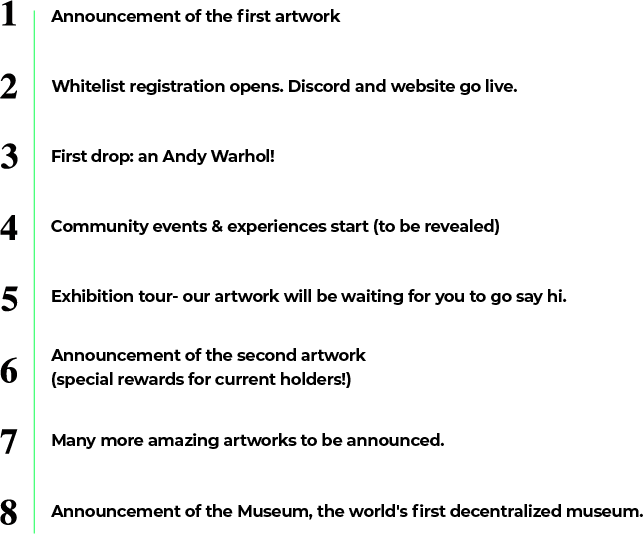 1 Announcement of the first artwork
2 Whitelist registration opens. Discord and website go live.
3 First drop: an Andy Warhol!
4 Community events & experiences start (to be revealed)
5 Exhibition tour- our artwork will be waiting for you to go say hi.
6 Announcement of the second artwork
(special rewards for current holders!)
7 Many more amazing artworks to be announced.
8 Announcement of the Museum, the world's first decentralized museum.